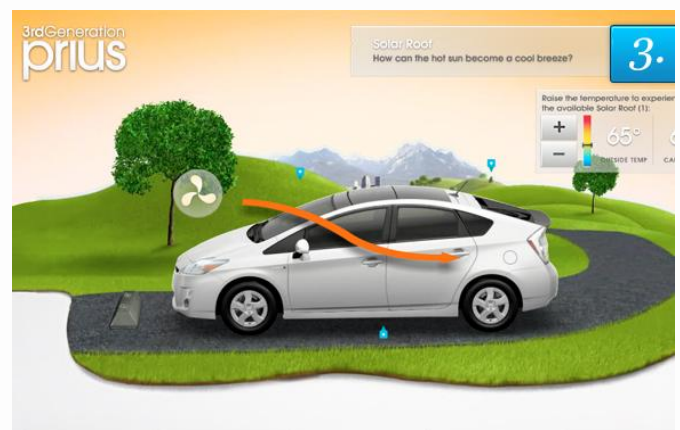 3rdGeneration
prius
Solar Roof
How can the hot sun become a cool breeze?
3.
Raise the temperature to experien
the available Solar Roof (1):
+
65°
−
OUTSIDE TEMP